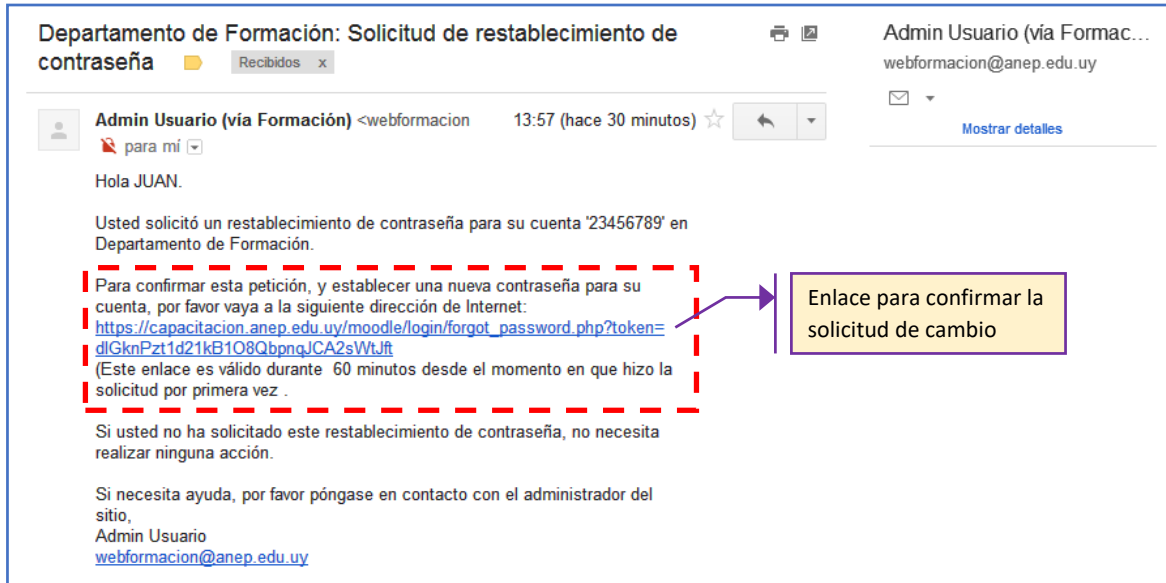 Departamento de Formación: Solicitud de restablecimiento de
contraseña
Recibidos x
Admin Usuario (vía Formac...
webformacion@anep.edu.uy
Mostrar detalles
Admin Usuario (vía Formación) <webformacion 13:57 (hace 30 minutos)
para mí
Hola JUAN.
Usted solicitó un restablecimiento de contraseña para su cuenta '23456789' en
Departamento de Formación.
Para confirmar esta petición, y establecer una nueva contraseña para su
cuenta, por favor vaya a la siguiente dirección de Internet:
https://capacitacion.anep.edu.uy/moodle/login/forgot_password.php?token=
dlGknPzt1d21kB1O8QbpnqJCA2sWtJft
(Este enlace es válido durante 60 minutos desde el momento en que hizo la
solicitud por primera vez .
Enlace para confirmar la
solicitud de cambio
Si usted no ha solicitado este restablecimiento de contraseña, no necesita
realizar ninguna acción.
Si necesita ayuda, por favor póngase en contacto con el administrador del
sitio,
Admin Usuario
webformacion@anep.edu.uy